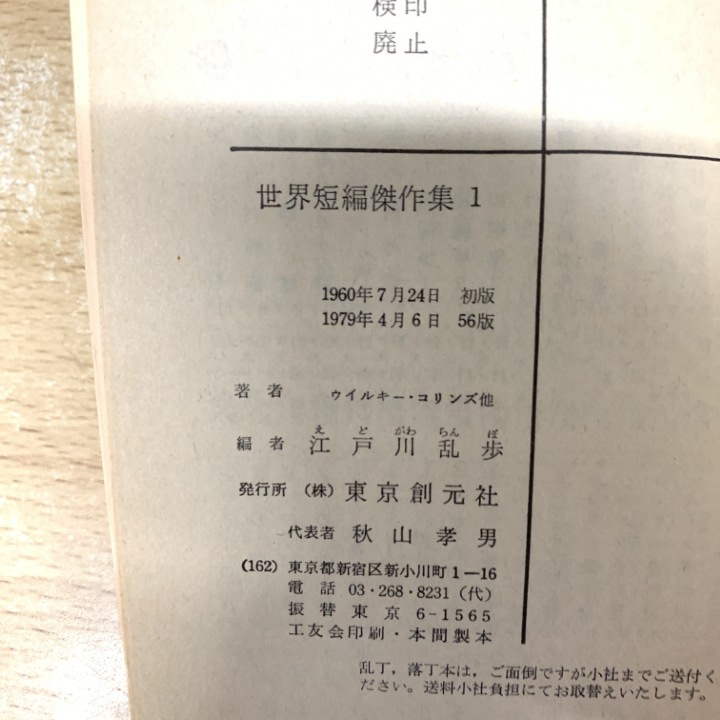 検印
廃止
世界短編傑作集 1
1960年7月24日 初版
1979年4月6日 56版
著者 ウイルキー・コリンズ他
編者 江戸川乱歩
えどがわらんぽ
発行所 (株) 東京創元社
代表者 秋山孝男
(162) 東京都新宿区新小川町1―16
電話 03・268・8231(代)
振替東京 6-1565
工友会印刷・本間製本
乱丁,落丁本は,ご面倒ですが小社までご送付く
ださい。送料小社負担にてお取替えいたします。